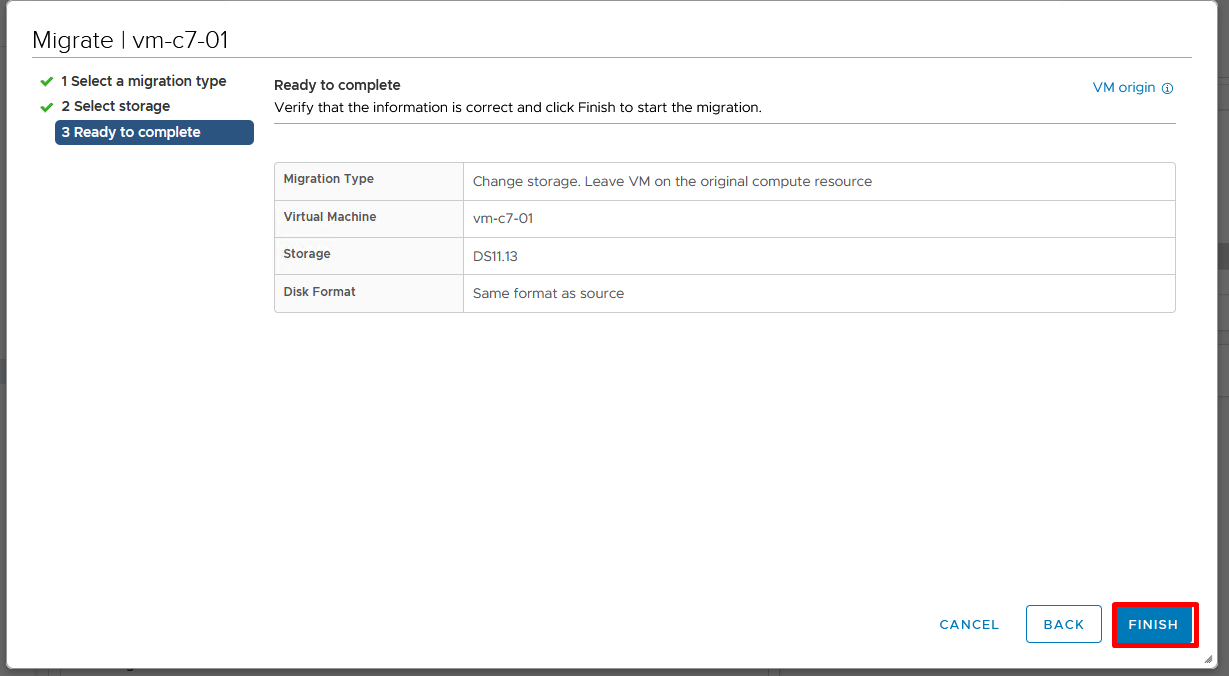 Migrate | vm-c7-01
1 Select a migration type
2 Select storage
3 Ready to complete
Ready to complete
Verify that the information is correct and click Finish to start the migration.
VM origin
Migration Type
Change storage. Leave VM on the original compute resource
Virtual Machine
vm-c7-01
Storage
DS11.13
Disk Format
Same format as source
CANCEL
BACK
FINISH